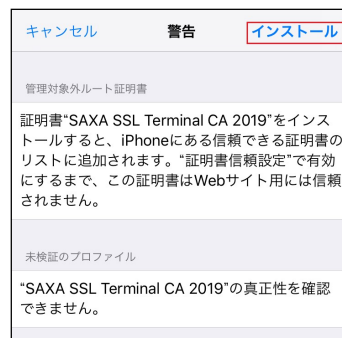 キャンセル 警告 インストール
管理対象外ルート証明書
証明書“SAXA SSL Terminal CA 2019”をインス
トールすると、iPhoneにある信頼できる証明書の
リストに追加されます。“証明書信頼設定”で有効
にするまで、この証明書はWebサイト用には信頼
されません。
未検証のプロファイル
“SAXA SSL Terminal CA 2019”の真正性を確認
できません。